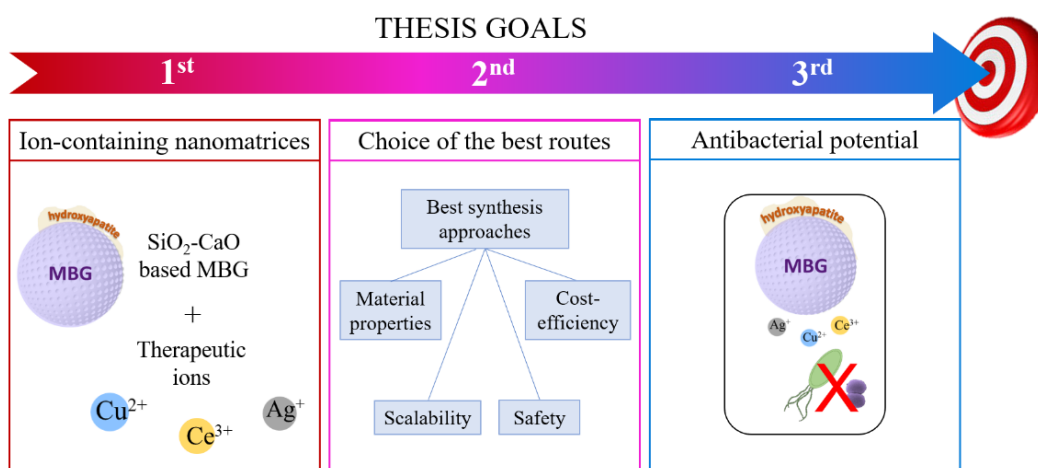 THESIS GOALS
1st
2nd
3rd
Ion-containing nanomatrices
hydroxyapatite
MBG
SiO₂-CaO
based MBG
+
Therapeutic
ions
Cu²⁺
Ce³⁺
Ag⁺
Choice of the best routes
Best synthesis
approaches
Material
properties
Cost-
efficiency
Scalability
Safety
Antibacterial potential
hydroxyapatite
MBG
Ag⁺
Cu²⁺
Ce³⁺